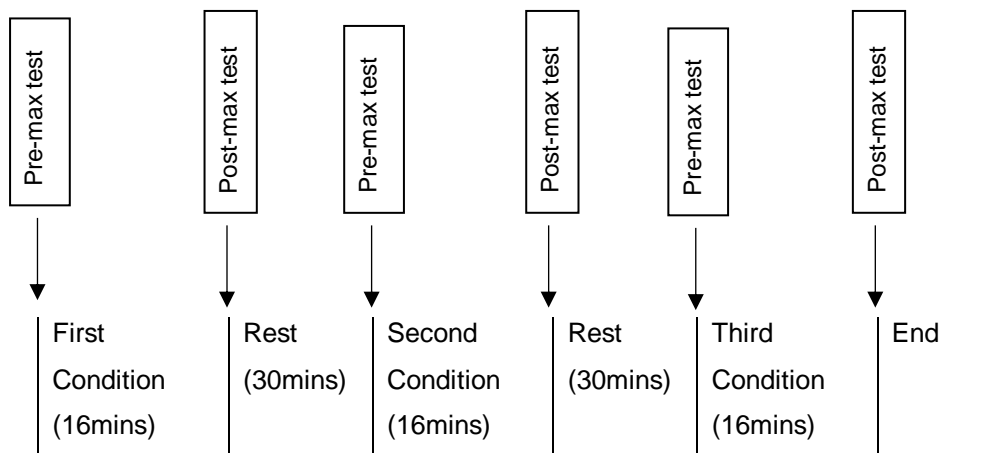 Pre-max test
Post-max test
Pre-max test
Post-max test
Pre-max test
Post-max test
First
Condition
(16mins)
Rest
(30mins)
Second
Condition
(16mins)
Rest
(30mins)
Third
Condition
(16mins)
End